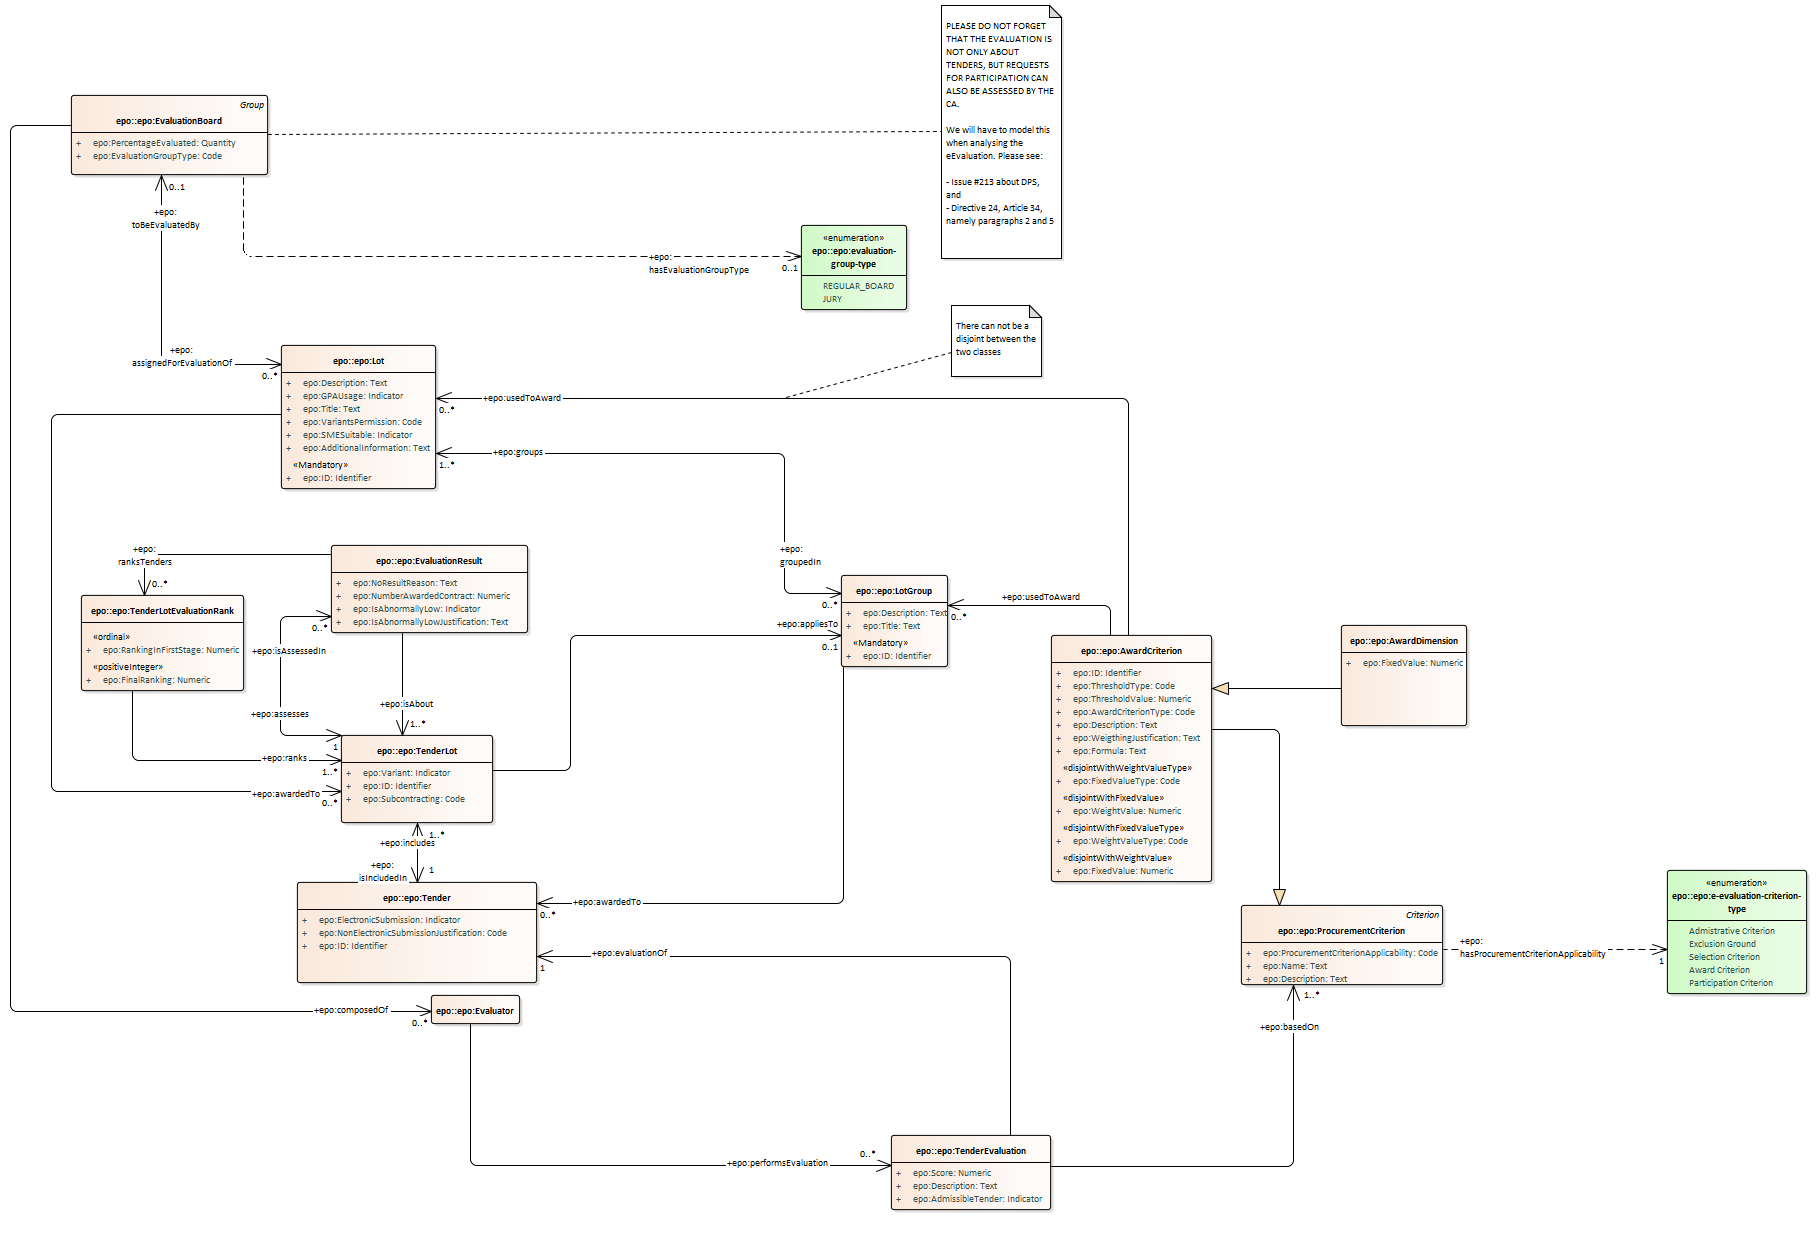 PLEASE DO NOT FORGET
THAT THE EVALUATION IS
NOT ONLY ABOUT
TENDERS, BUT REQUESTS
FOR PARTICIPATION CAN
ALSO BE ASSESSED BY THE
CA.
We will have to model this
when analysing the
eEvaluation. Please see:
- Issue #213 about DPS,
and
- Directive 24, Article 34,
namely paragraphs 2 and 5
Group
epo::epo:EvaluationBoard
+ epo:PercentageEvaluated: Quantity
+ epo:EvaluationGroupType: Code
0..1
+epo:
toBeEvaluatedBy
«enumeration»
epo::epo:evaluation-
group-type
REGULAR_BOARD
JURY
+epo:
hasEvaluationGroupType
0..1
There can not be a
disjoint between the
two classes
+epo:
assignedForEvaluationOf
0..*
epo::epo:Lot
+ epo:Description: Text
+ epo:GPAUsage: Indicator
+ epo:Title: Text
+ epo:VariantsPermission: Code
+ epo:SMESuitable: Indicator
+ epo:AdditionalInformation: Text
«Mandatory»
+ epo:ID: Identifier
+epo:usedToAward
0..*
+epo:groups
1..*
+epo:
ranksTenders
0..*
epo::epo:EvaluationResult
+ epo:NoResultReason: Text
+ epo:NumberAwardedContract: Numeric
+ epo:IsAbnormallyLow: Indicator
+ epo:IsAbnormallyLowJustification: Text
+epo:
groupedIn
0..*
epo::epo:LotGroup
+ epo:Description: Text
+ epo:Title: Text
«Mandatory»
+ epo:ID: Identifier
+epo:usedToAward
0..*
epo::epo:TenderLotEvaluationRank
«ordinal»
+ epo:RankingInFirstStage: Numeric
«positiveInteger»
+ epo:FinalRanking: Numeric
0..*
+epo:isAssessedIn
+epo:appliesTo
0..1
epo::epo:AwardCriterion
+ epo:ID: Identifier
+ epo:ThresholdType: Code
+ epo:ThresholdValue: Numeric
+ epo:AwardCriterionType: Code
+ epo:Description: Text
+ epo:WeigthingJustification: Text
+ epo:Formula: Text
«disjointWithWeightValueType»
+ epo:FixedValueType: Code
«disjointWithFixedValue»
+ epo:WeightValue: Numeric
«disjointWithFixedValueType»
+ epo:WeightValueType: Code
«disjointWithWeightValue»
+ epo:FixedValue: Numeric
epo::epo:AwardDimension
+ epo:FixedValue: Numeric
+epo:assesses
1
+epo:isAbout
1..*
+epo:ranks
1..*
+epo:awardedTo
0..*
epo::epo:TenderLot
+ epo:Variant: Indicator
+ epo:ID: Identifier
+ epo:Subcontracting: Code
1..*
+epo:includes
+epo:
isIncludedIn
1
epo::epo:Tender
+ epo:ElectronicSubmission: Indicator
+ epo:NonElectronicSubmissionJustification: Code
+ epo:ID: Identifier
+epo:awardedTo
0..*
+epo:evaluationOf
1
Criterion
epo::epo:ProcurementCriterion
+ epo:ProcurementCriterionApplicability: Code
+ epo:Name: Text
+ epo:Description: Text
+epo:
hasProcurementCriterionApplicability
1
«enumeration»
epo::epo:e-evaluation-criterion-
type
Admistrative Criterion
Exclusion Ground
Selection Criterion
Award Criterion
Participation Criterion
+epo:composedOf
0..*
epo::epo:Evaluator
1..*
+epo:basedOn
+epo:performsEvaluation
0..*
epo::epo:TenderEvaluation
+ epo:Score: Numeric
+ epo:Description: Text
+ epo:AdmissibleTender: Indicator